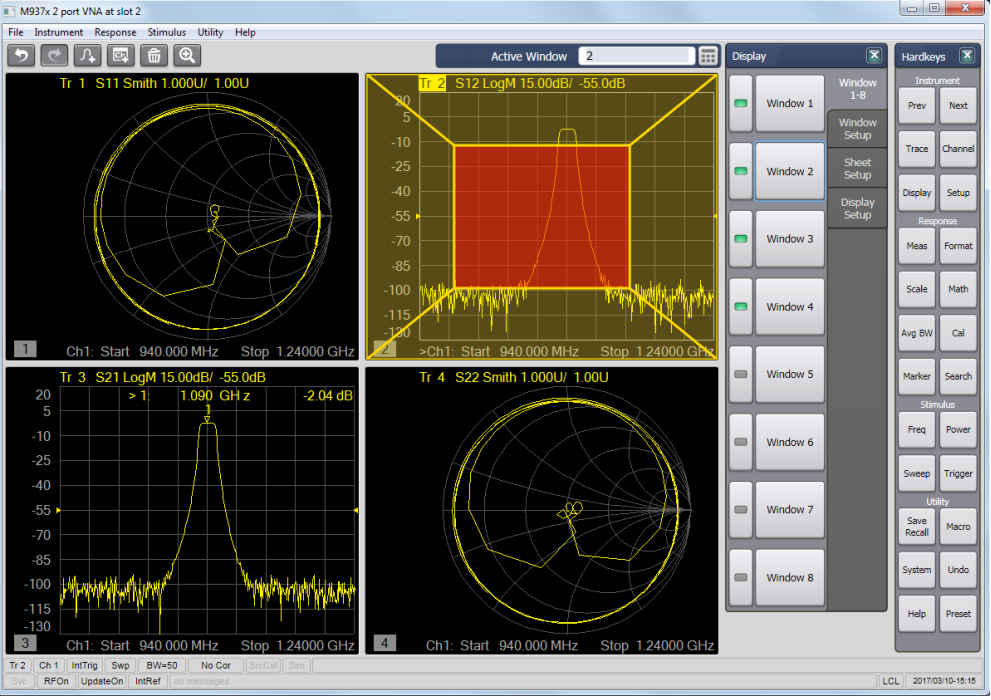 M937x 2 port VNA at slot 2
File Instrument Response Stimulus Utility Help
Active Window 2
Tr 1 S11 Smith 1.000U/ 1.00U
1
Ch1: Start 940.000 MHz Stop 1.24000 GHz
Tr 2 S12 LogM 15.00dB/ -55.0dB
20
5
-10
-25
-40
-55
-70
-85
-100
-115
-130
2
>Ch1: Start 940.000 MHz Stop 1.24000 GHz
Tr 3 S21 LogM 15.00dB/ -55.0dB
> 1: 1.090 GHz -2.04 dB
1
20
5
-10
-25
-40
-55
-70
-85
-100
-115
-130
3
Ch1: Start 940.000 MHz Stop 1.24000 GHz
Tr 4 S22 Smith 1.000U/ 1.00U
4
Ch1: Start 940.000 MHz Stop 1.24000 GHz
Display
Window 1
Window 2
Window 3
Window 4
Window 5
Window 6
Window 7
Window 8
Window
1-8
Window
Setup
Sheet
Setup
Display
Setup
Hardkeys
Instrument
Prev Next
Trace Channel
Display Setup
Response
Meas Format
Scale Math
Avg BW Cal
Marker Search
Stimulus
Freq Power
Sweep Trigger
Utility
Save
Recall
Macro
System Undo
Help Preset
Tr 2 Ch 1 IntTrig Swp BW=50 No Cor SrcCal Sim
Svc RFOn UpdateOn IntRef no messages LCL 2017/03/10-15:15